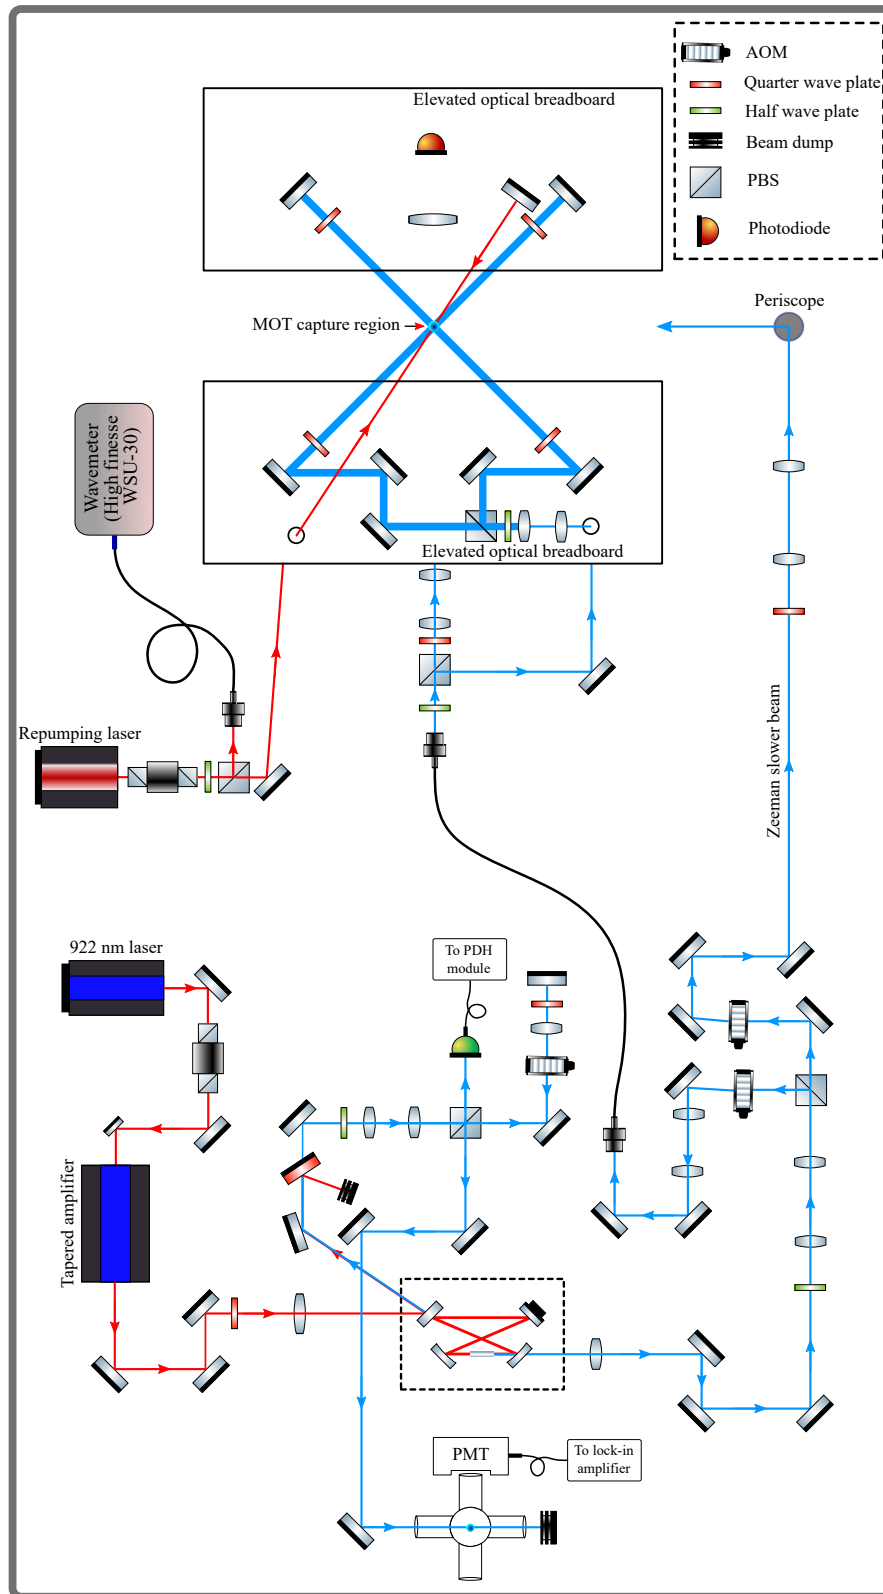 AOM
Quarter wave plate
Half wave plate
Beam dump
PBS
Photodiode
Elevated optical breadboard
Periscope
MOT capture region
Wavemeter
(High finesse
WSU-30)
Elevated optical breadboard
Zeeman slower beam
Repumping laser
922 nm laser
To PDH
module
Tapered amplifier
PMT
To lock-in
amplifier